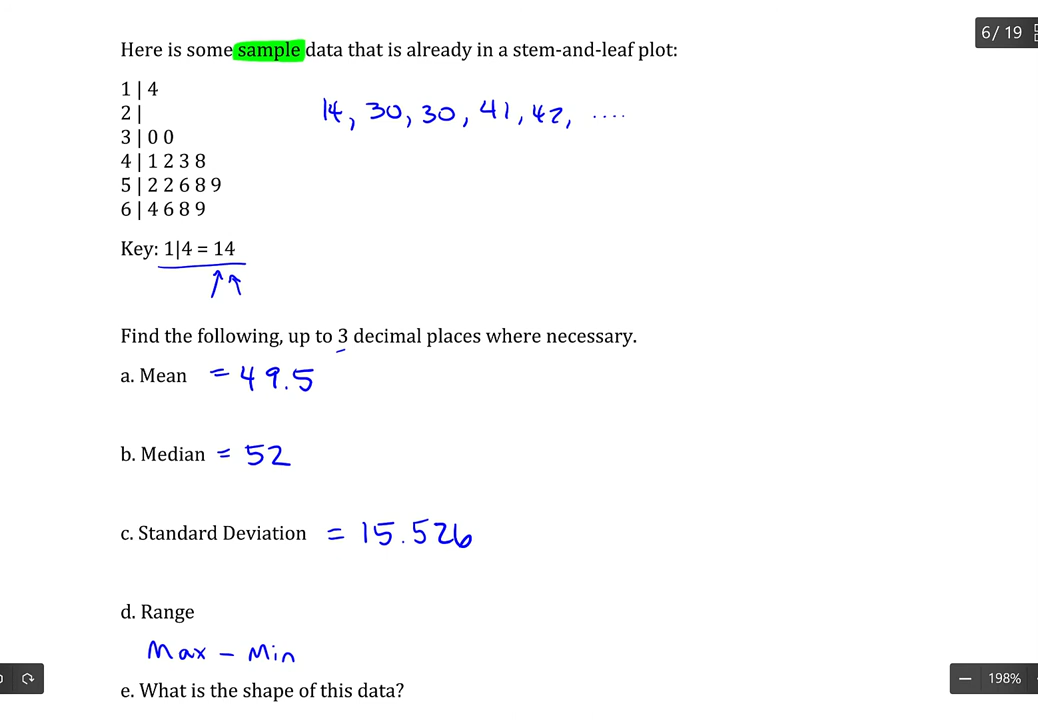 6 / 19
Here is some sample data that is already in a stem-and-leaf plot:
1 | 4
2 |
14, 30, 30, 41, 42, ....
3 | 0 0
4 | 1 2 3 8
5 | 2 2 6 8 9
6 | 4 6 8 9
Key: 1|4 = 14
Find the following, up to 3 decimal places where necessary.
a. Mean = 49.5
b. Median = 52
c. Standard Deviation = 15.526
d. Range
Max - Min
e. What is the shape of this data?
198%